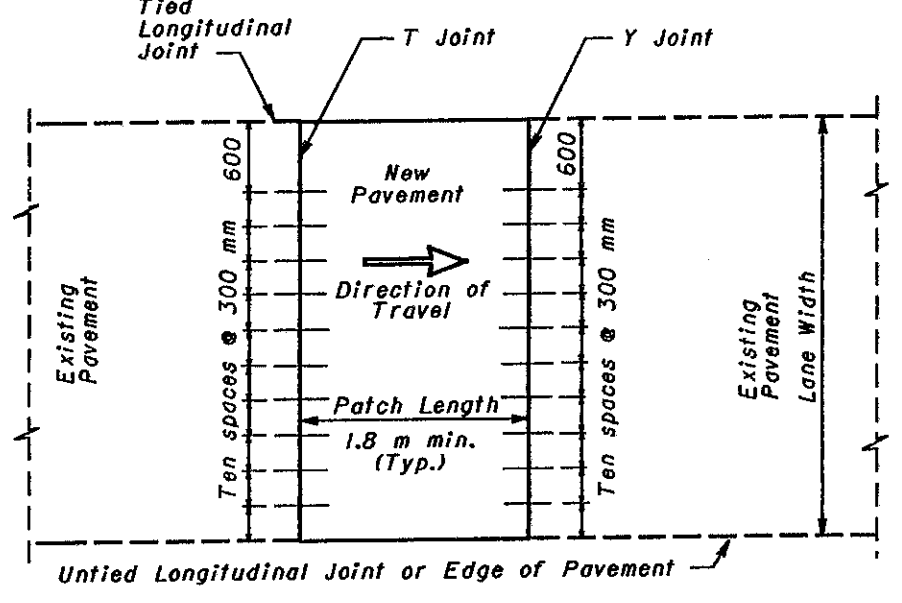 Tied
Longitudinal
Joint
T Joint
Y Joint
600
600
New
Pavement
Direction of
Travel
Ten spaces @ 300 mm
Ten spaces @ 300 mm
Existing
Pavement
Existing
Pavement
Lane Width
Patch Length
1.8 m min.
(Typ.)
Untied Longitudinal Joint or Edge of Pavement